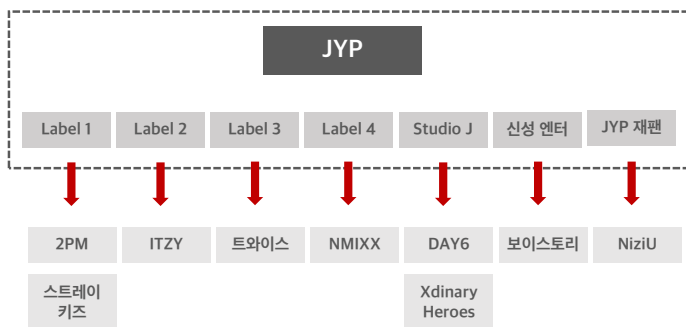 JYP
Label 1
Label 2
Label 3
Label 4
Studio J
신성 엔터
JYP 재팬
2PM
ITZY
트와이스
NMIXX
DAY6
보이스토리
NiziU
스트레이
키즈
Xdinary
Heroes